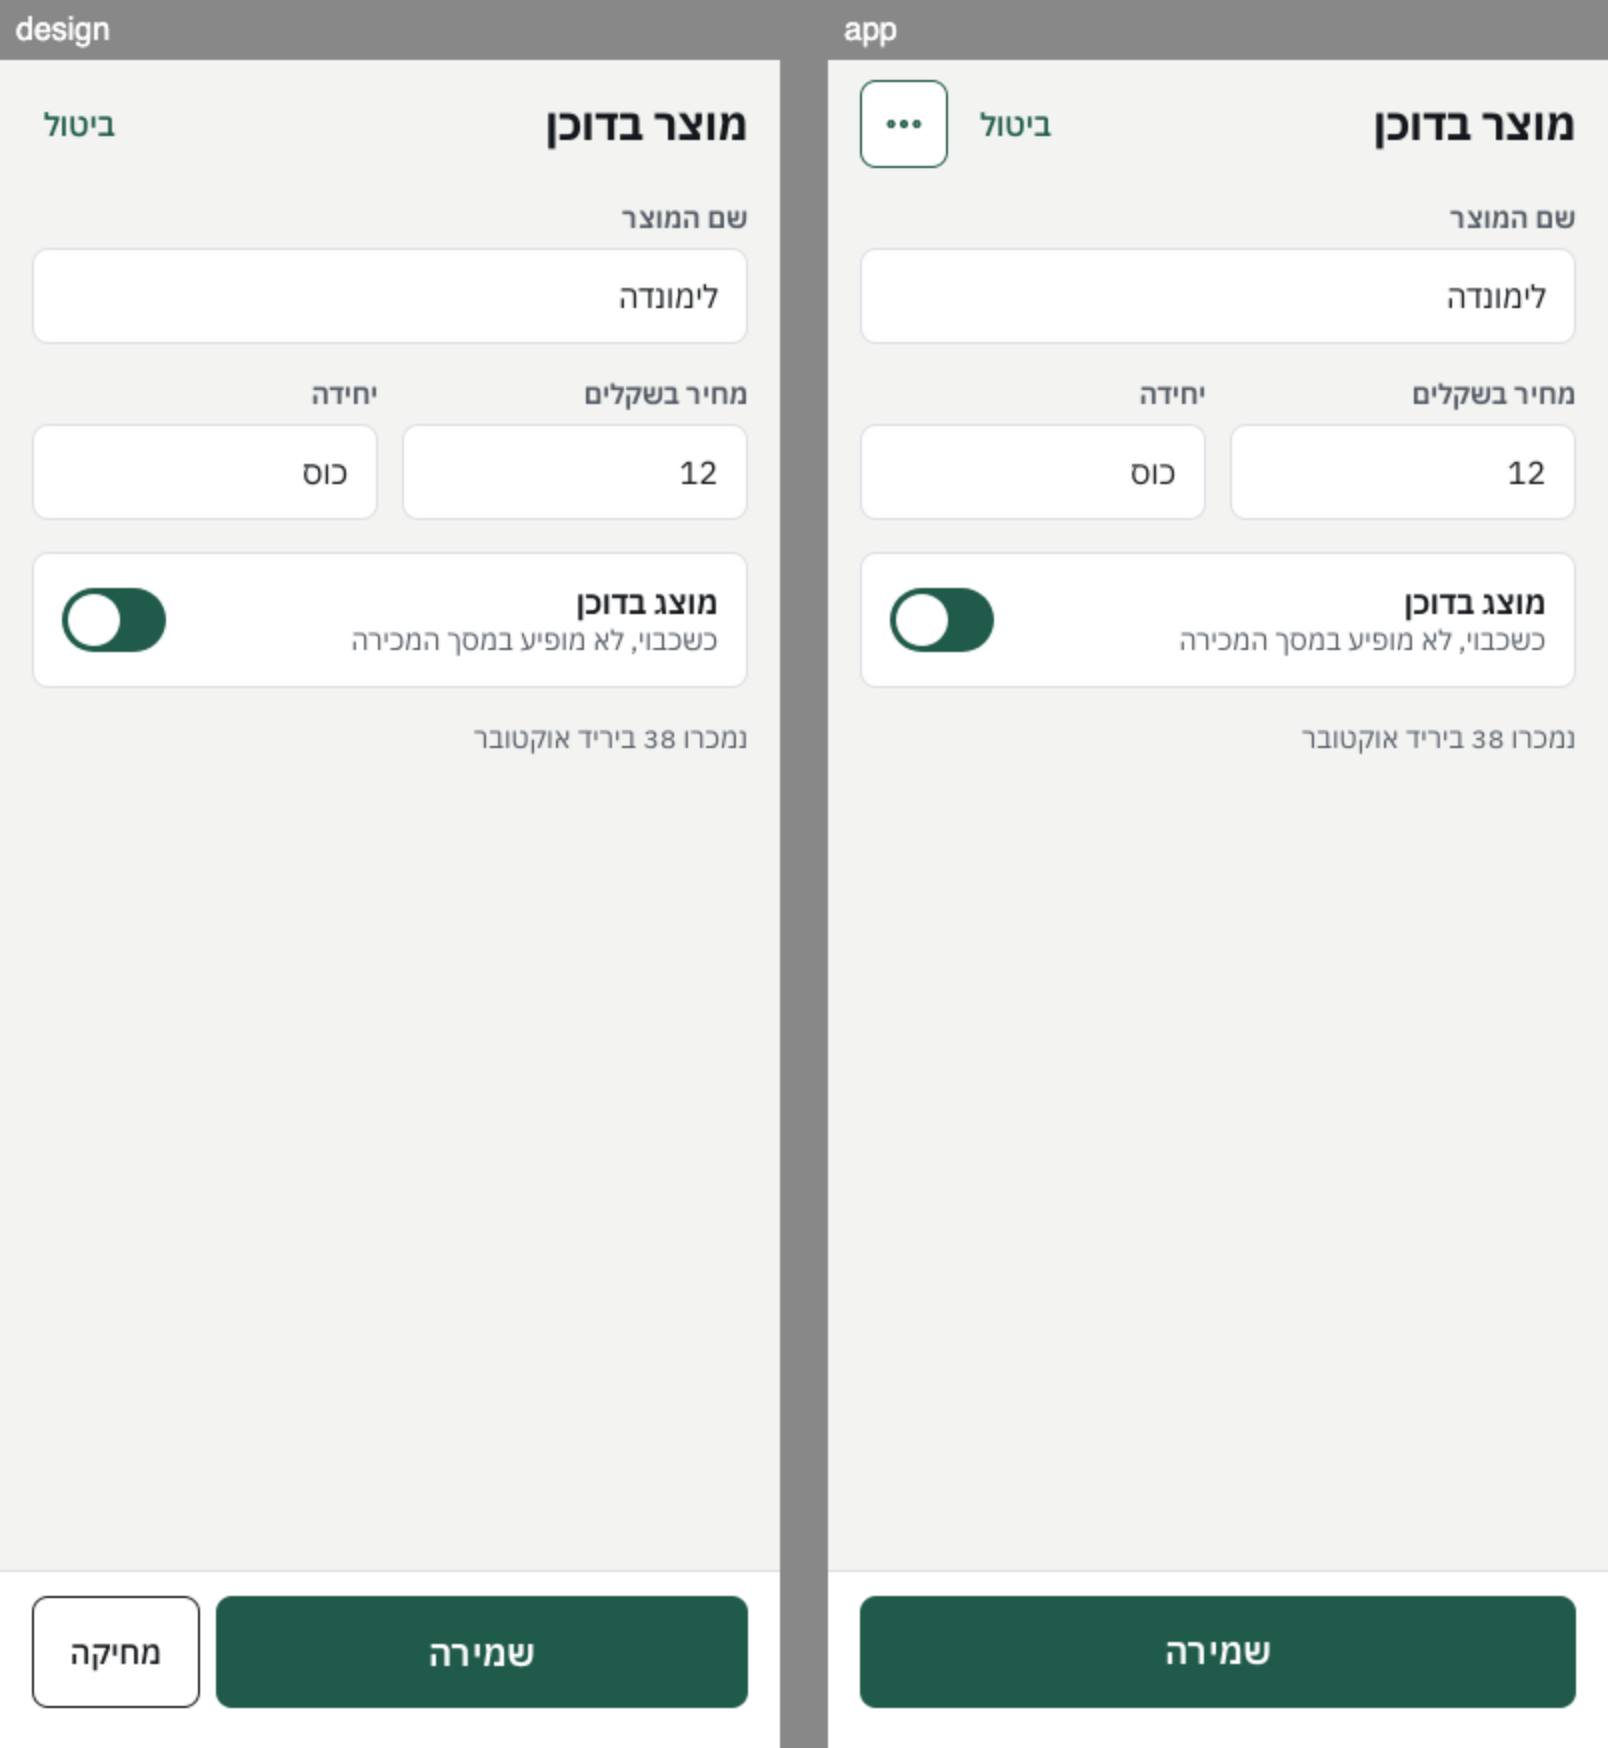 design
מוצר בדוכן
ביטול
שם המוצר
לימונדה
מחיר בשקלים
יחידה
12
כוס
מוצג בדוכן
כשכבוי, לא מופיע במסך המכירה
נמכרו 38 ביריד אוקטובר
שמירה
מחיקה
app
מוצר בדוכן
ביטול
שם המוצר
לימונדה
מחיר בשקלים
יחידה
12
כוס
מוצג בדוכן
כשכבוי, לא מופיע במסך המכירה
נמכרו 38 ביריד אוקטובר
שמירה